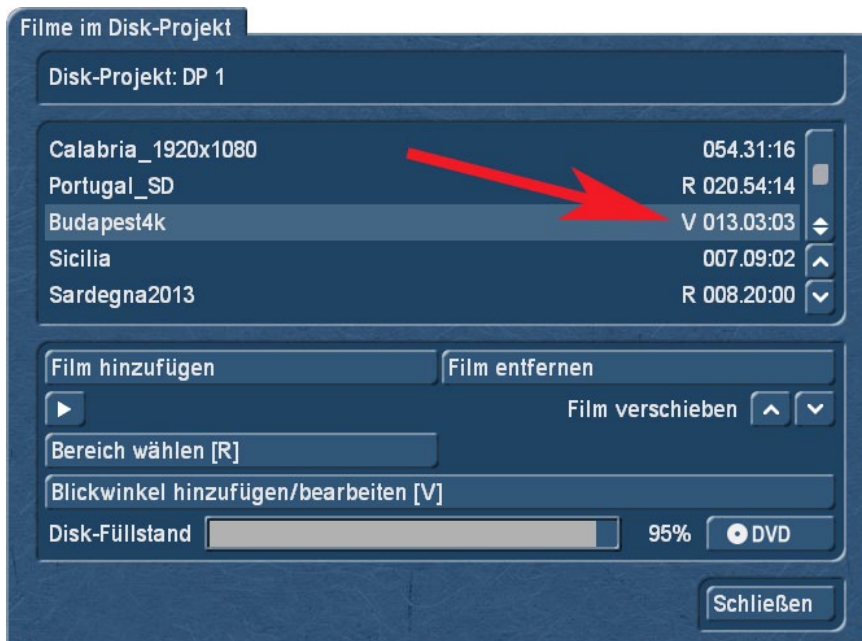 Filme im Disk-Projekt
Disk-Projekt: DP 1
Calabria_1920x1080 054.31:16
Portugal_SD R 020.54:14
Budapest4k V 013.03:03
Sicilia 007.09:02
Sardegna2013 R 008.20:00
Film hinzufügen Film entfernen
Film verschieben
Bereich wählen [R]
Blickwinkel hinzufügen/bearbeiten [V]
Disk-Füllstand 95% DVD
Schließen